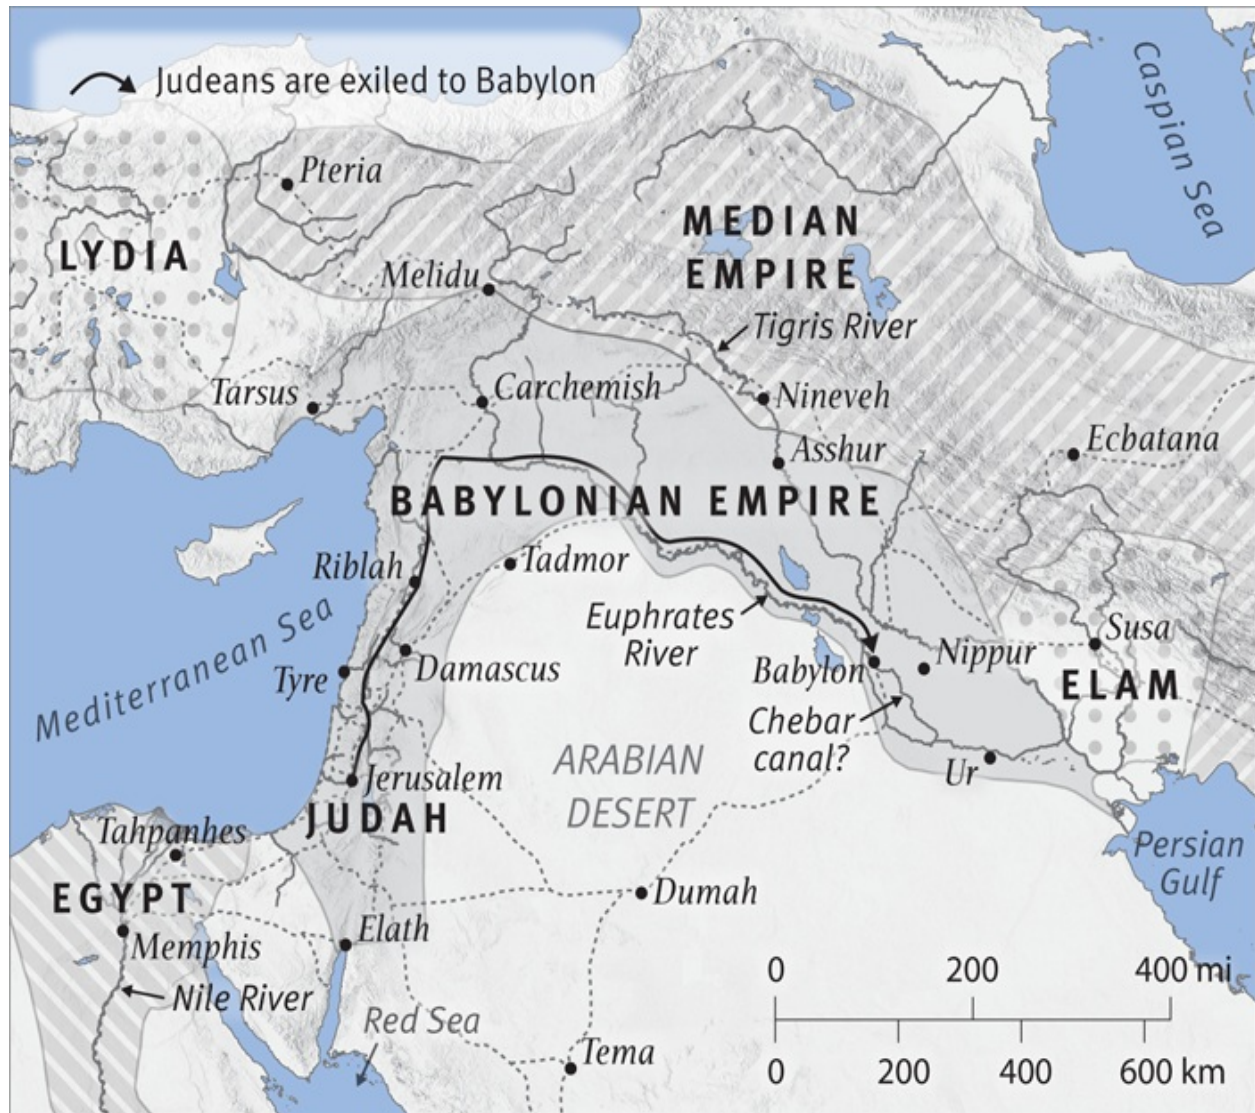 Judeans are exiled to Babylon
Caspian Sea
Pteria
LYDIA
MEDIAN
EMPIRE
Melidu
Tigris River
Tarsus
Carchemish
Nineveh
Ecbatana
Asshur
BABYLONIAN EMPIRE
Riblah
Tadmor
Mediterranean Sea
Euphrates
River
Susa
Nippur
Babylon
Tyre
Damascus
ELAM
Chebar
canal?
Ur
ARABIAN
DESERT
Jerusalem
JUDAH
Tahpanhes
Persian
Gulf
EGYPT
Dumah
Memphis
Elath
Nile River
Red Sea
Tema
0 200 400 mi
0 200 400 600 km